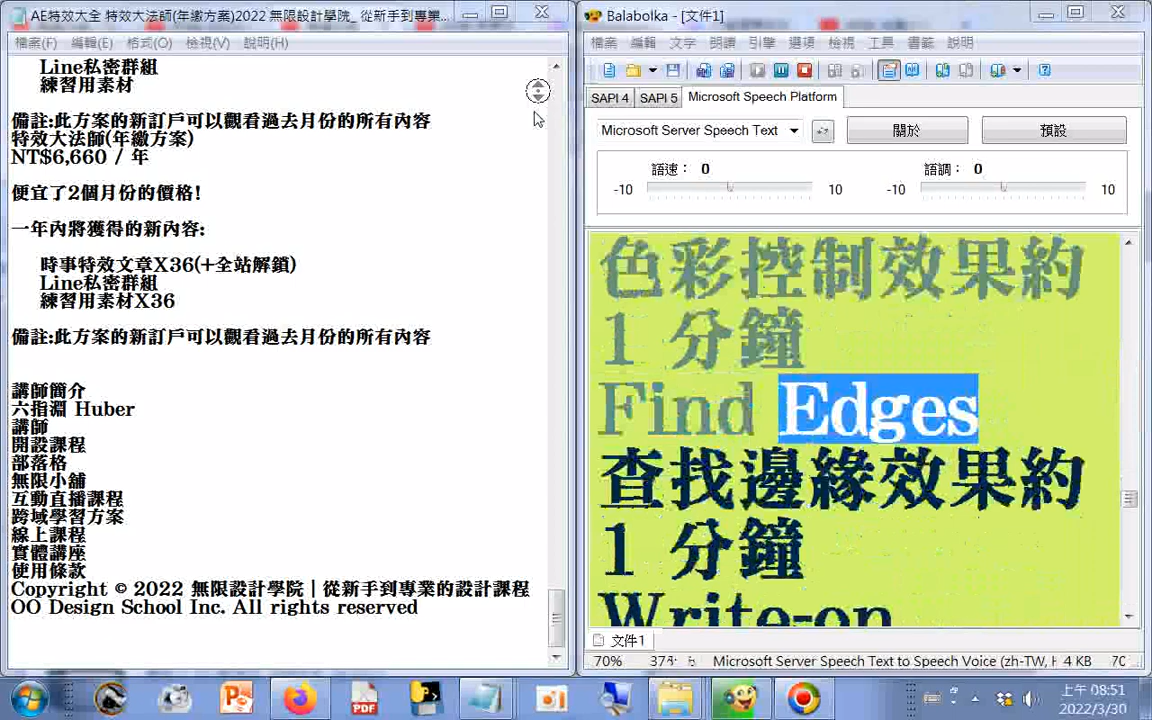 AE特效大全 特效大法師(年繳方案)2022 無限設計學院_ 從新手到專業...
檔案(F) 編輯(E) 格式(O) 檢視(V) 說明(H)
Line私密群組
練習用素材
備註:此方案的新訂戶可以觀看過去月份的所有內容
特效大法師(年繳方案)
NT$6,660 / 年
便宜了2個月份的價格!
一年內將獲得的新內容:
時事特效文章X36(+全站解鎖)
Line私密群組
練習用素材X36
備註:此方案的新訂戶可以觀看過去月份的所有內容
講師簡介
六指淵 Huber
講師
開設課程
部落格
無限小舖
互動直播課程
跨域學習方案
線上課程
實體講座
使用條款
Copyright © 2022 無限設計學院 | 從新手到專業的設計課程
OO Design School Inc. All rights reserved
Balabolka - [文件1]
檔案 編輯 文字 朗讀 引擎 選項 檢視 工具 書籤 說明
SAPI 4 SAPI 5 Microsoft Speech Platform
Microsoft Server Speech Text 關於 預設
語速： 0 語調： 0
-10 10 -10 10
色彩控制效果約
1 分鐘
Find Edges
查找邊緣效果約
1 分鐘
Write-on
文件1
70% Microsoft Server Speech Text to Speech Voice (zh-TW, 4 KB
PDF
上午 08:51
2022/3/30